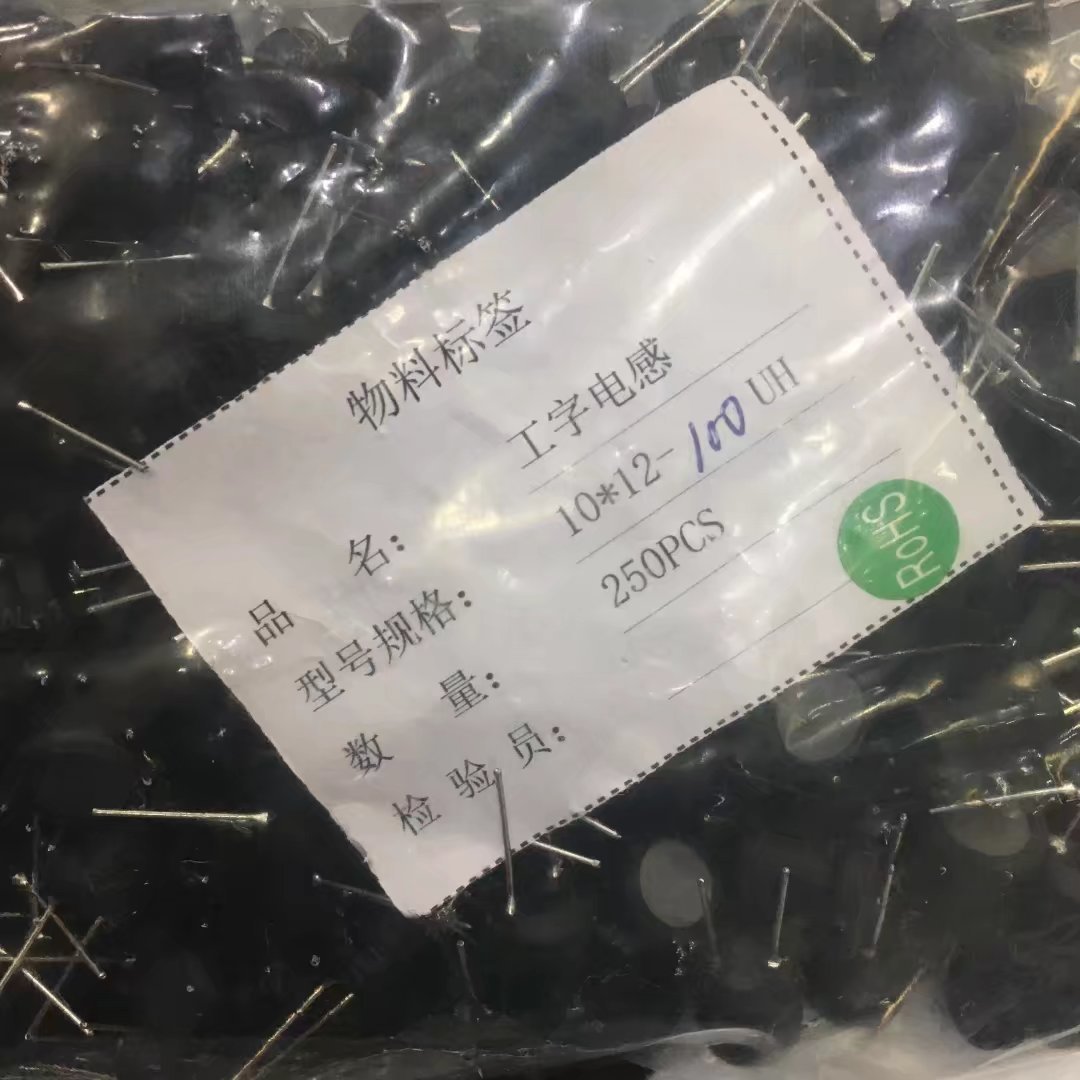 物料标签
品 名： 工字电感
型号规格： 10*12-100 UH
数 量： 250PCS
检 验 员：
RoHS